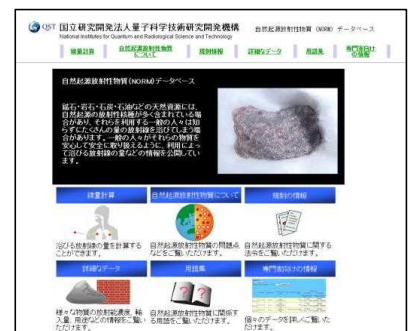 QST 国立研究開発法人量子科学技術研究開発機構
National Institutes for Quantum and Radiological Science and Technology
自然起源放射性物質 (NORM) データベース
線量計算
自然起源放射性物質について
規制情報
詳細なデータ
用語集
専門家向けの情報
自然起源放射性物質(NORM)データベース
鉱石・岩石・石炭・石油などの天然資源には、
自然起源の放射性核種が多く含まれている場
合があり、それらを利用する一般の人々は知
らずにたくさんの量の放射線を浴びてしまう場
合があります。一般の人々がそれらの物質を
安心して安全に取り扱えるように、利用によっ
て浴びる放射線の量などの情報を公開してい
ます。
線量計算
自然起源放射性物質について
規制の情報
浴びる放射線の量を計算する
ことができます。
自然起源放射性物質の問題点
などをご覧いただけます。
自然起源放射性物質に関する
法令をご覧いただけます。
詳細なデータ
用語集
専門家向けの情報
様々な物質の放射能濃度、輸
入量、用途などの情報をご覧い
ただけます。
自然起源放射性物質に関係す
る用語をご覧いただけます。
個々のデータを詳しくご覧いた
だけます。